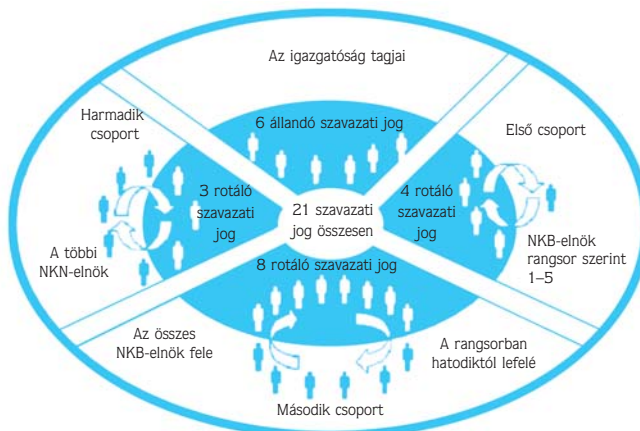 Az igazgatóság tagjai
Harmadik
csoport
6 állandó szavazati jog
Első csoport
3 rotáló
szavazati
jog
21 szavazati
jog összesen
4 rotáló
szavazati
jog
A többi
NKN-elnök
NKB-elnök
rangsor szerint
1–5
8 rotáló szavazati jog
Az összes
NKB-elnök fele
A rangsorban
hatodiktól lefelé
Második csoport